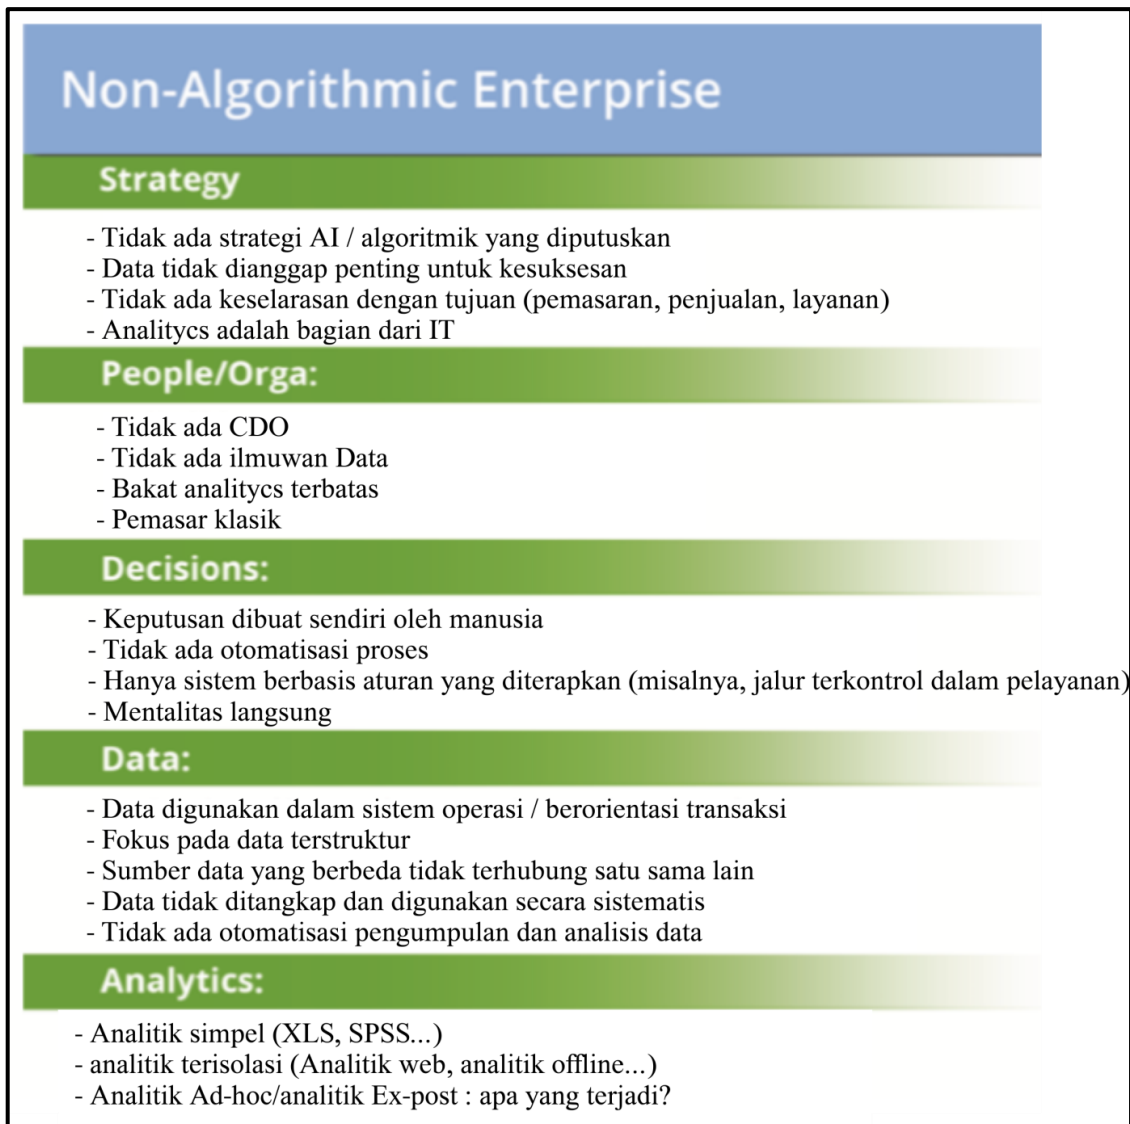 Non-Algorithmic Enterprise
Strategy
- Tidak ada strategi AI / algoritmik yang diputuskan
- Data tidak dianggap penting untuk kesuksesan
- Tidak ada keselarasan dengan tujuan (pemasaran, penjualan, layanan)
- Analitycs adalah bagian dari IT
People/Orga:
- Tidak ada CDO
- Tidak ada ilmuwan Data
- Bakat analitycs terbatas
- Pemasar klasik
Decisions:
- Keputusan dibuat sendiri oleh manusia
- Tidak ada otomatisasi proses
- Hanya sistem berbasis aturan yang diterapkan (misalnya, jalur terkontrol dalam pelayanan)
- Mentalitas langsung
Data:
- Data digunakan dalam sistem operasi / berorientasi transaksi
- Fokus pada data terstruktur
- Sumber data yang berbeda tidak terhubung satu sama lain
- Data tidak ditangkap dan digunakan secara sistematis
- Tidak ada otomatisasi pengumpulan dan analisis data
Analytics:
- Analitik simpel (XLS, SPSS...)
- analitik terisolasi (Analitik web, analitik offline...)
- Analitik Ad-hoc/analitik Ex-post : apa yang terjadi?